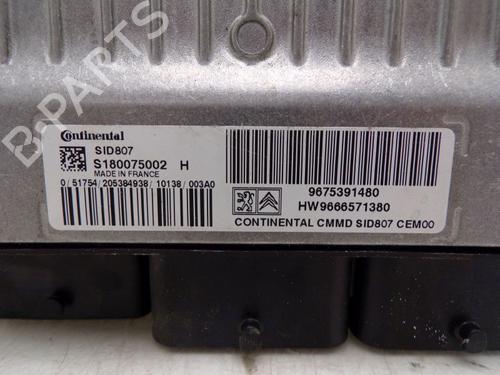 Continental
SID807
S180075002 H
MADE IN FRANCE
0/51754/205384938/10138/003A0
9675391480
HW9666571380
CONTINENTAL CMMD SID807 CEM00
B-PARTS